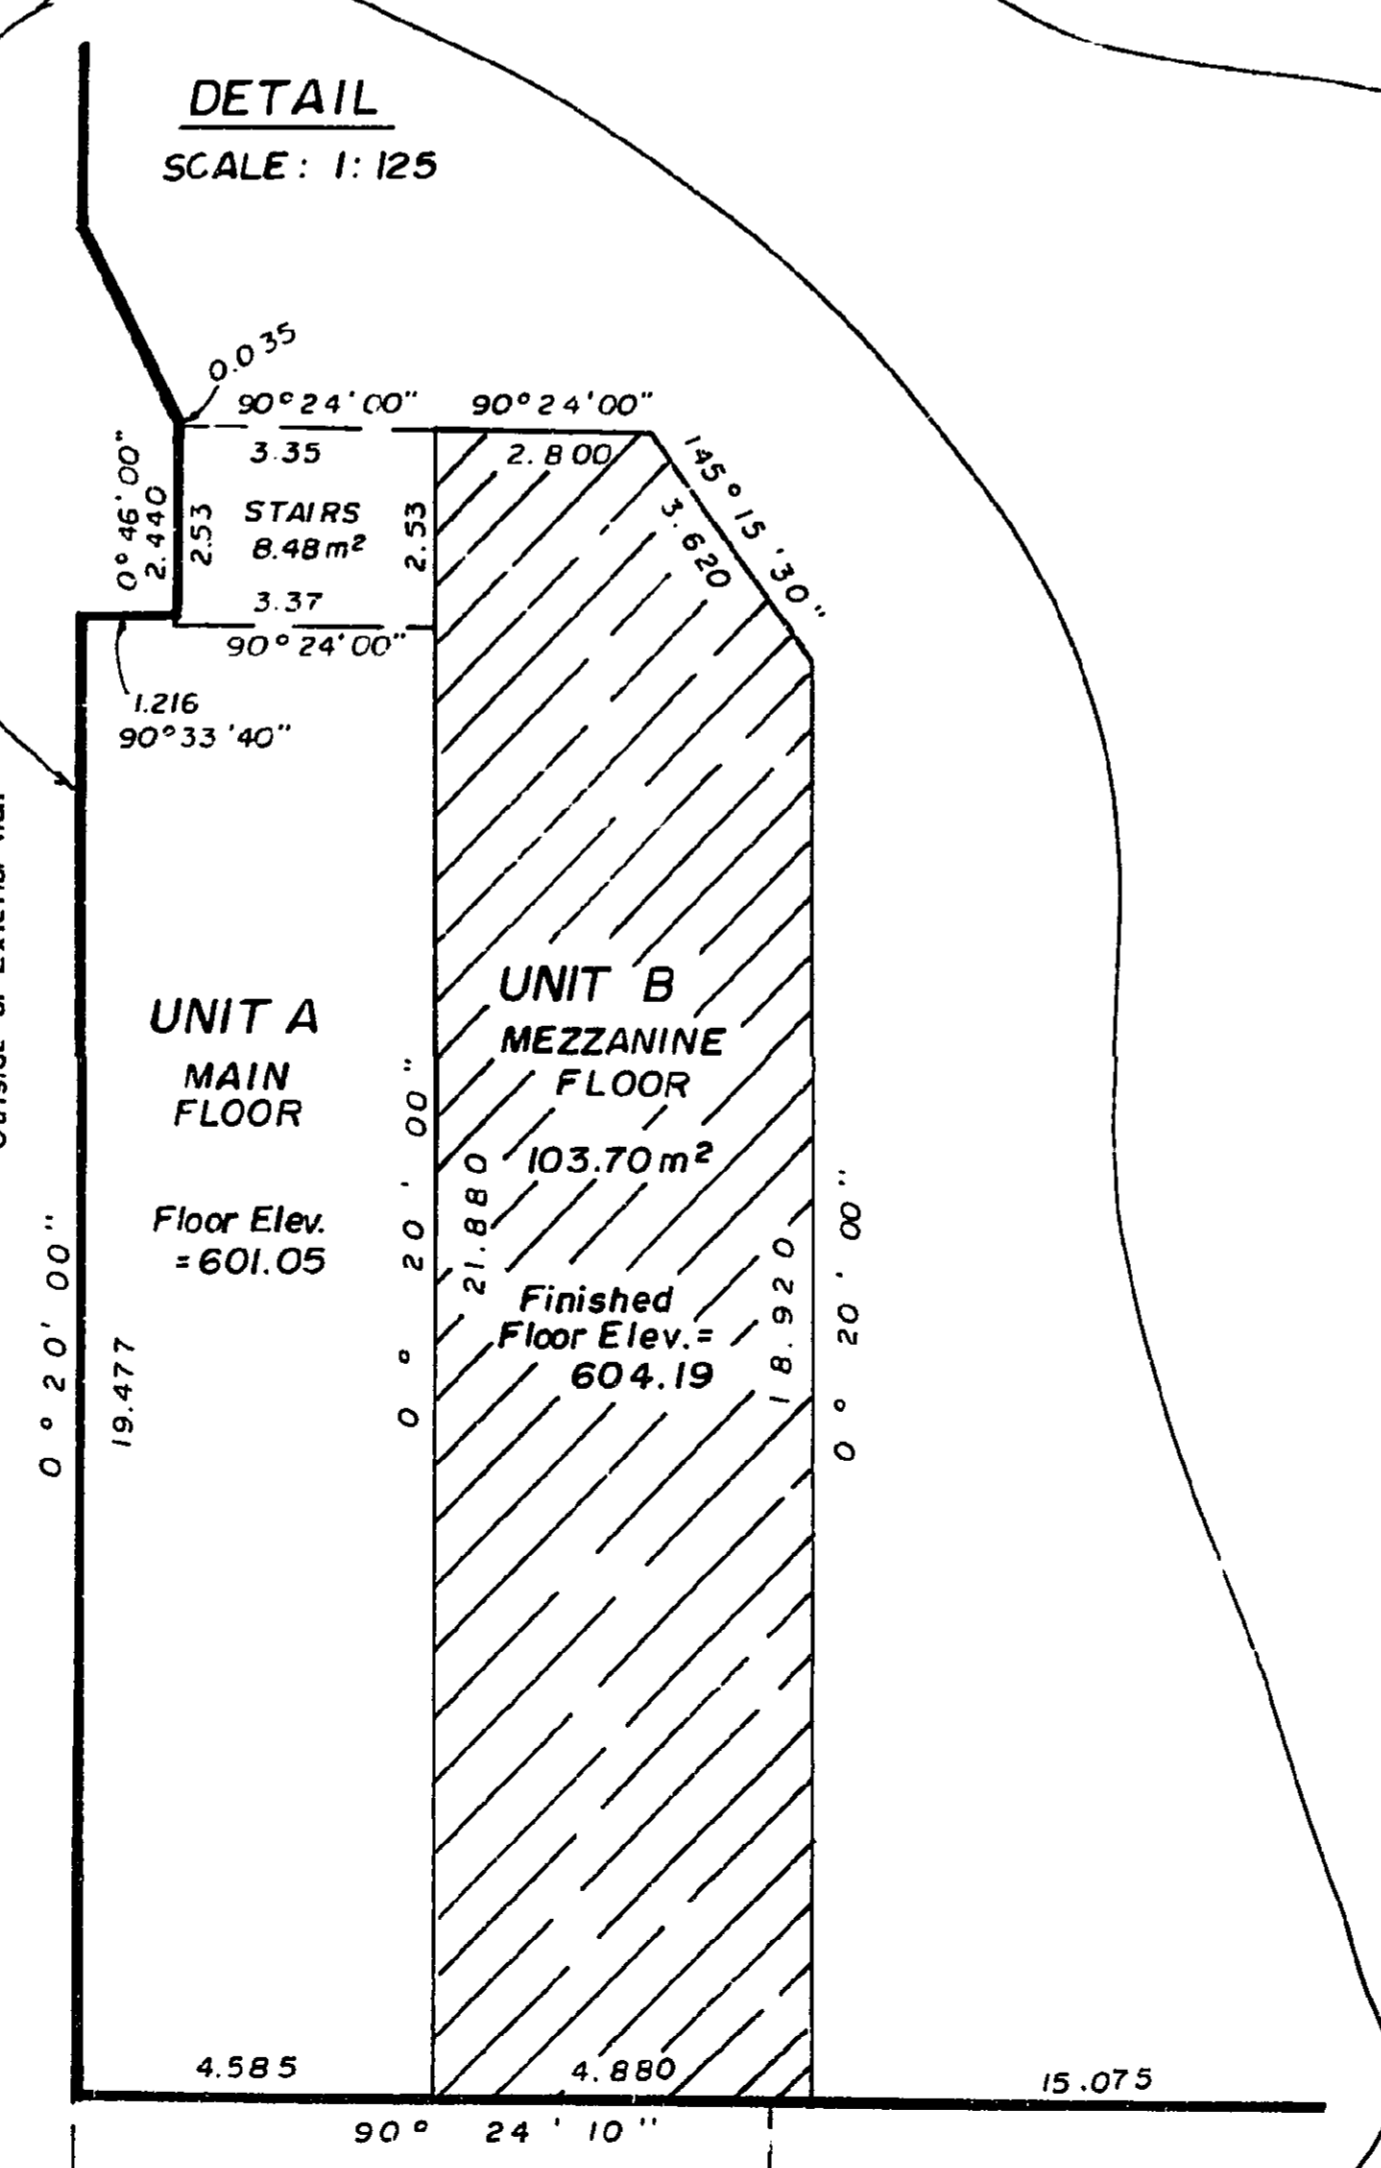 DETAIL
SCALE: 1:125
0.035
90°24'00"
90°24'00"
3.35
2.800
145°15'30"
3.620
0°46'00"
2.440
2.53
STAIRS
8.48m²
2.53
3.37
90°24'00"
1.216
90°33'40"
UNIT A
MAIN
FLOOR
Floor Elev.
=601.05
UNIT B
MEZZANINE
FLOOR
103.70m²
Finished
Floor Elev.=
604.19
0°20'00"
19.477
0°20'00"
21.880
18.920
0°20'00"
4.585
4.880
15.075
90° 24' 10"